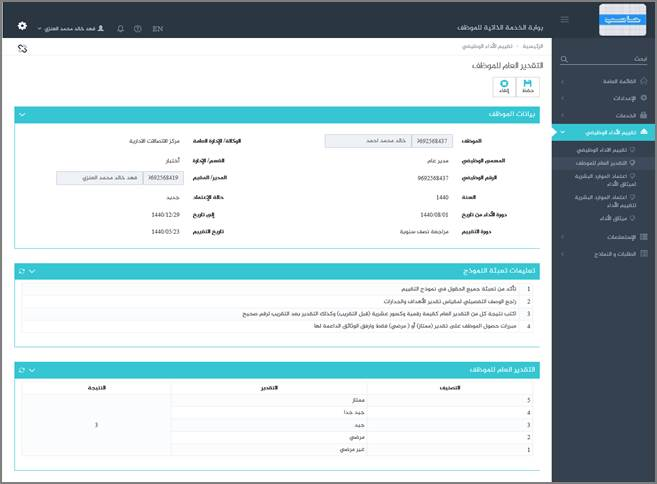 بوابة الخدمة الذاتية للموظف
EN
فهد خالد محمد العنزي
الرئيسية
تقييم الأداء الوظيفي
ابحث
القائمة العامة
الإعدادات
الخدمات
تقييم الأداء الوظيفي
تقييم الاداء الوظيفي
التقدير العام للموظف
اعتماد الموارد البشرية لميثاق الأداء
اعتماد الموارد البشرية لتقييم الأداء
ميثاق الأداء
الإستعلامات
الطلبات و النماذج
التقدير العام للموظف
حفظ
إلغاء
بيانات الموظف
الموظف 9692568437 خالد محمد احمد
الوكالة/ الإدارة العامة مركز الاتصالات الادارية
المسمى الوظيفي مدير عام
القسم/ الإدارة أختبار
الرقم الوظيفي 9692568437
المدير/ المقيم 9692568419 فهد خالد محمد العنزي
السنة 1440
حالة الإعتماد جديد
دورة الأداء من تاريخ 1440/08/01
إلى تاريخ 1440/12/29
دورة التقييم مراجعة نصف سنوية
تاريخ التقييم 1440/05/23
تعليمات تعبئة النموذج
1 تأكد من تعبئة جميع الحقول في نموذج التقييم
2 راجع الوصف التفصيلي لمقياس تقدير الأهداف والجدارات
3 اكتب نتيجة كل من التقدير العام كقيمة رقمية وكسور عشرية (قبل التقريب) وكذلك التقدير بعد التقريب لرقم صحيح
4 مبررات حصول الموظف على تقدير (ممتاز) أو ( مرضي) فقط وارفق الوثائق الداعمة لها
التقدير العام للموظف
التصنيف التقدير النتيجة
5 ممتاز
4 جيد جدا
3 جيد 3
2 مرضي
1 غير مرضي